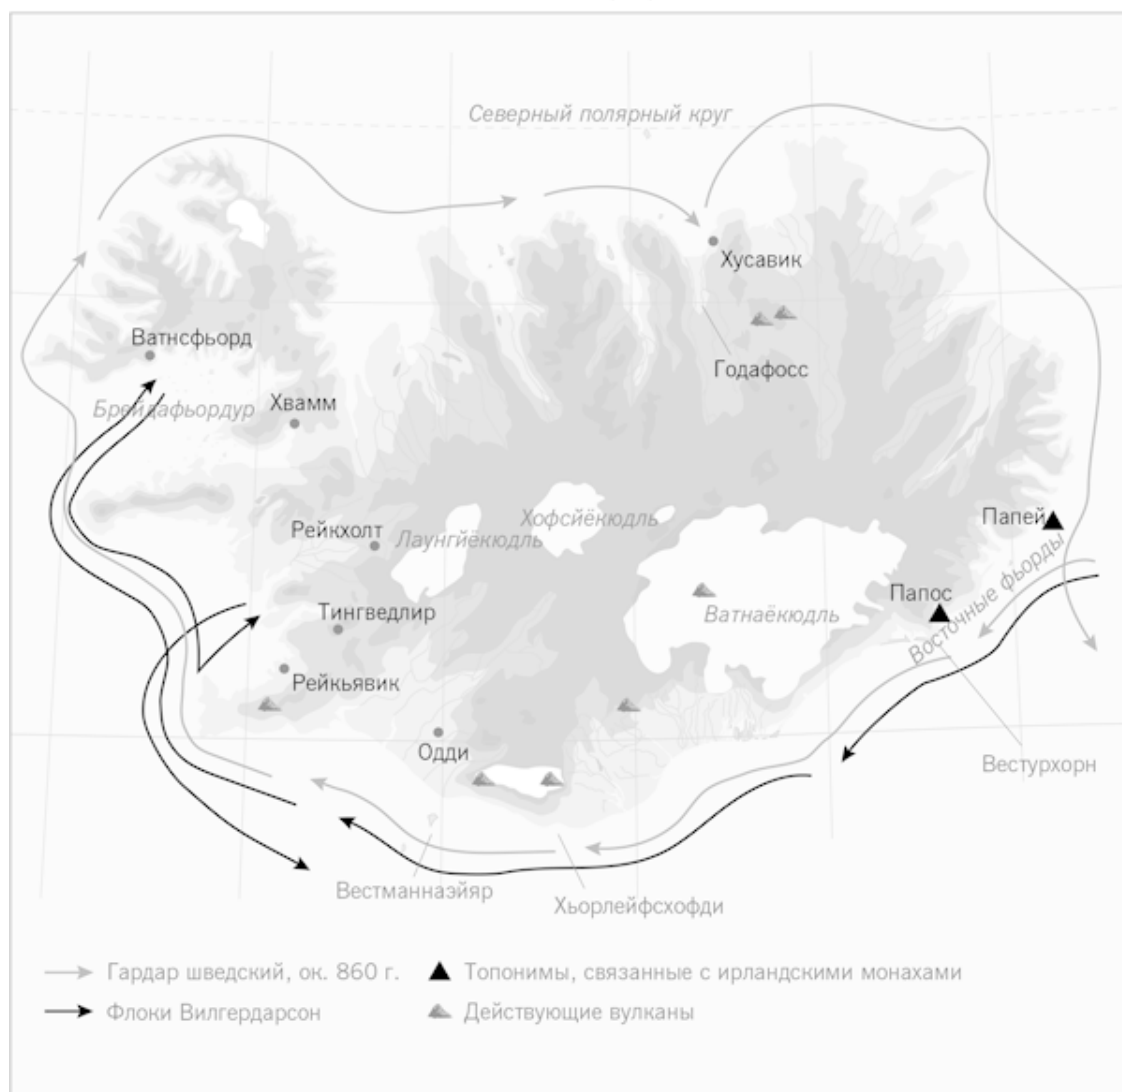 Северный полярный круг
Хусавик
Ватнсфьорд
Годафосс
Брейдафьордур
Хвамм
Хофсйёкюдль
Папей
Рейкхолт
Лаунгйёкюдль
Восточные фьорды
Папос
Тингведлир
Ватнаёкюдль
Рейкьявик
Одди
Вестурхорн
Вестманнаэйяр
Хьорлейфсхофди
Гардар шведский, ок. 860 г.
Топонимы, связанные с ирландскими монахами
Флоки Вилгердарсон
Действующие вулканы